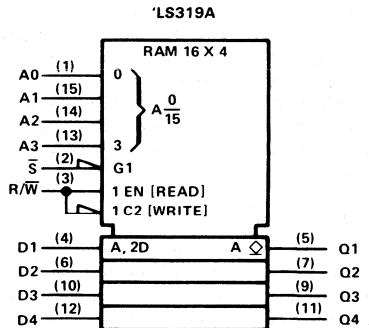 'LS319A
RAM 16 X 4
A0 (1) 0
A1 (15)
A2 (14) A 0/15
A3 (13) 3
S̅ (2) G1
R/W̅ (3) 1 EN [READ]
1 C2 [WRITE]
D1 (4) A, 2D A ◇ (5) Q1
D2 (6) (7) Q2
D3 (10) (9) Q3
D4 (12) (11) Q4